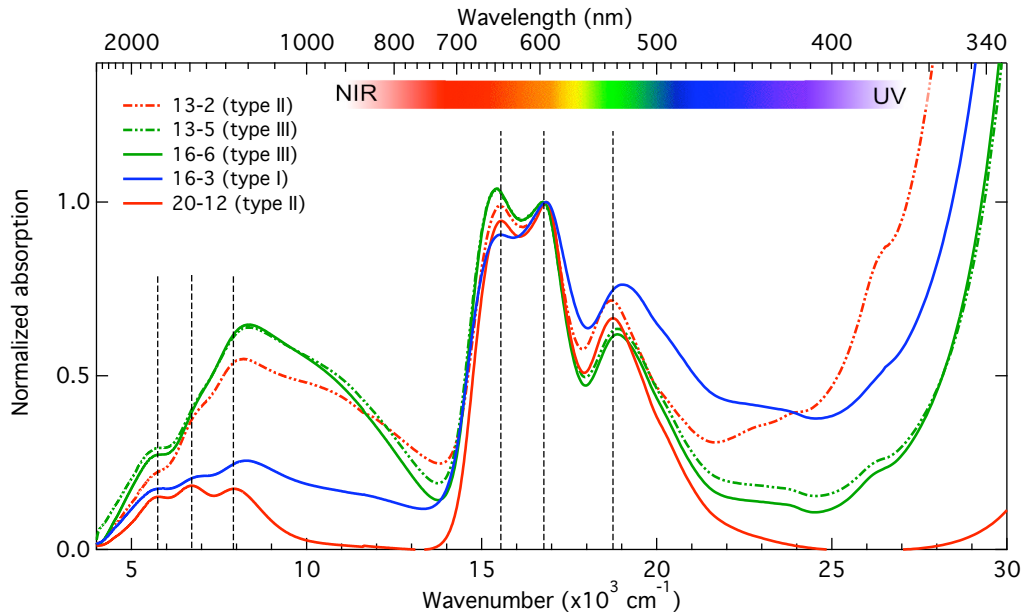 Wavelength (nm)
2000 1000 800 700 600 500 400 340
NIR UV
13-2 (type II)
13-5 (type III)
16-6 (type III)
16-3 (type I)
20-12 (type II)
Normalized absorption
1.0
0.5
0.0
5 10 15 20 25 30
Wavenumber (x10³ cm⁻¹)